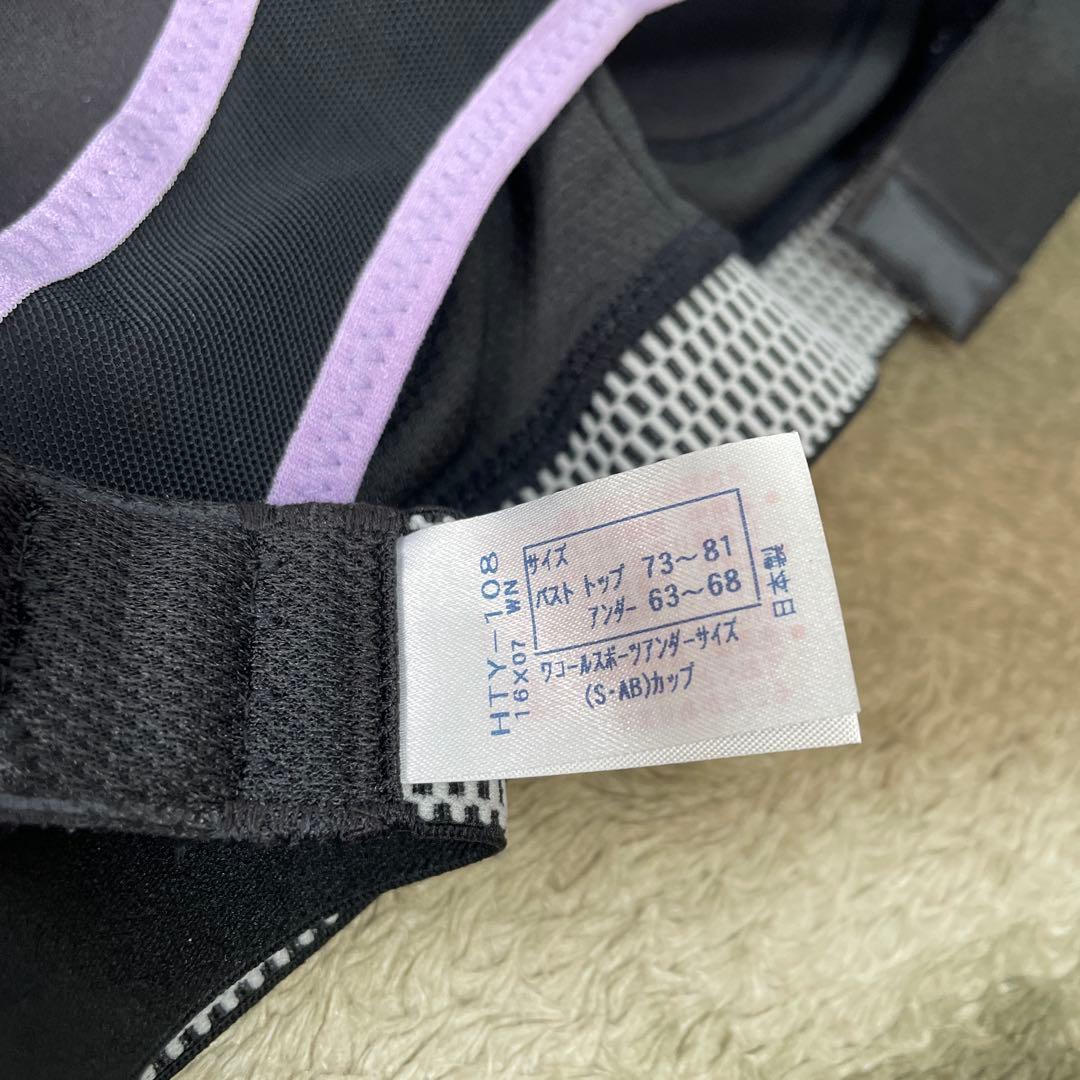 HTY-108
16X07 WN
サイズ
バスト トップ 73～81
アンダー 63～68
ワコールスポーツアンダーサイズ
(S・AB)カップ
日本製